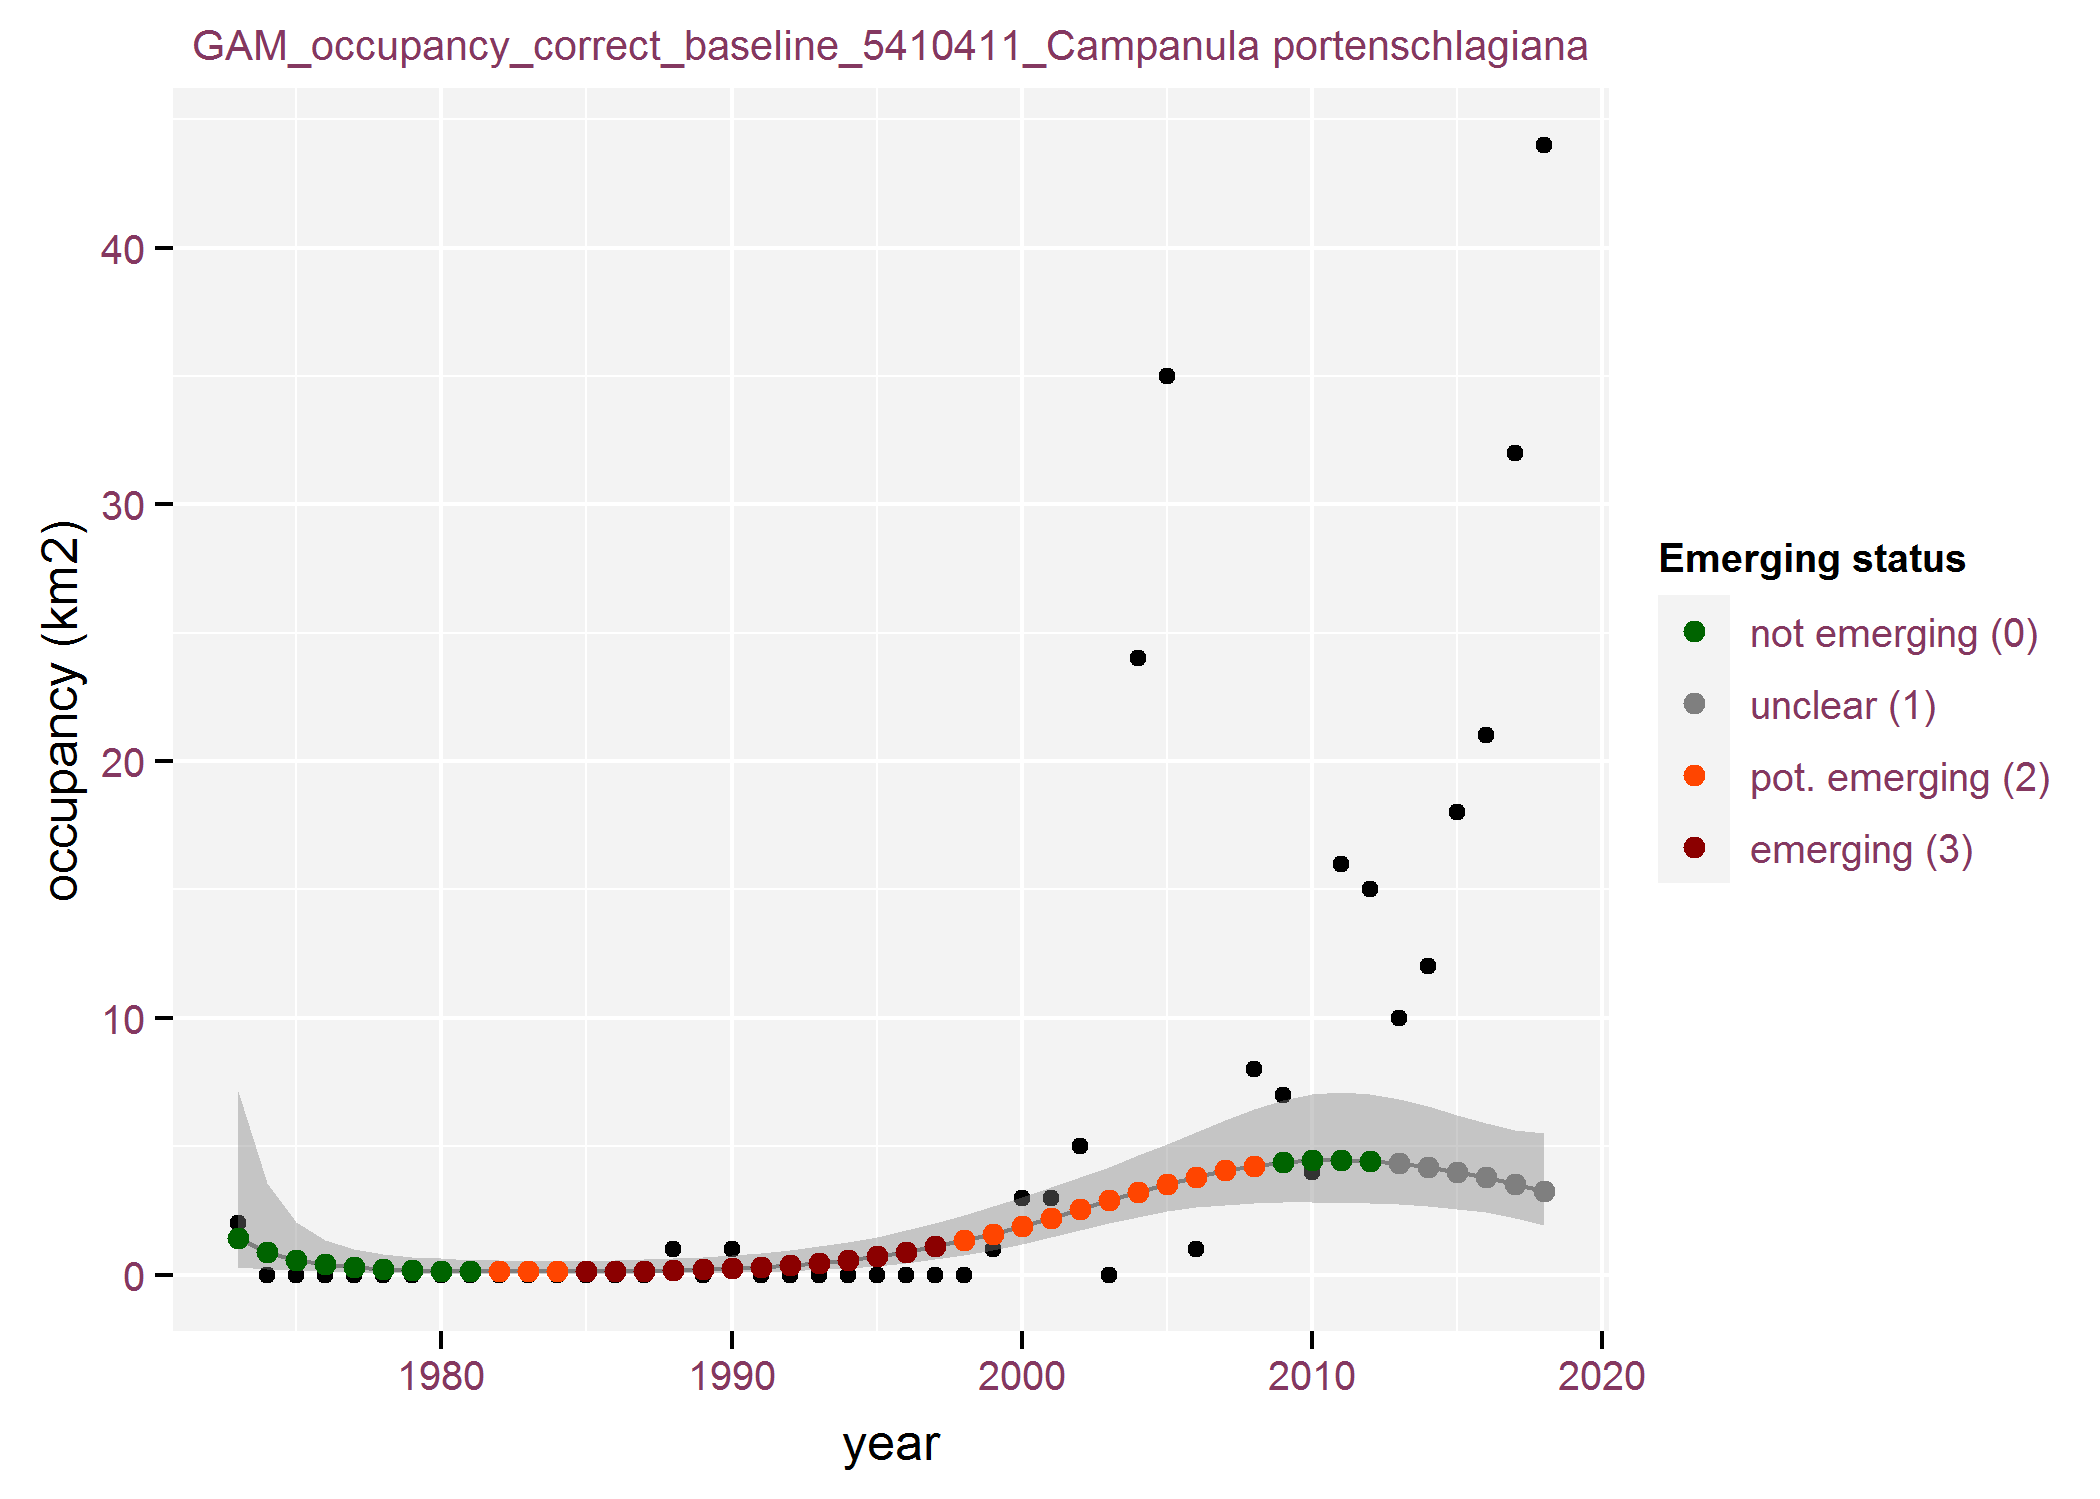 GAM_occupancy_correct_baseline_5410411_Campanula portenschlagiana
occupancy (km2)
40
30
20
10
0
1980
1990
2000
2010
2020
year
Emerging status
not emerging (0)
unclear (1)
pot. emerging (2)
emerging (3)